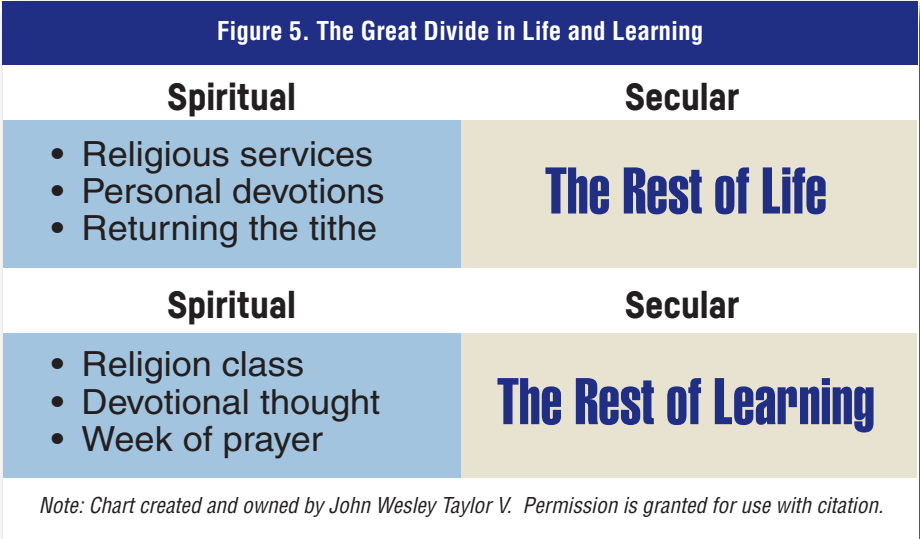 Figure 5. The Great Divide in Life and Learning
Spiritual
Secular
• Religious services
• Personal devotions
• Returning the tithe
The Rest of Life
Spiritual
Secular
• Religion class
• Devotional thought
• Week of prayer
The Rest of Learning
Note: Chart created and owned by John Wesley Taylor V. Permission is granted for use with citation.